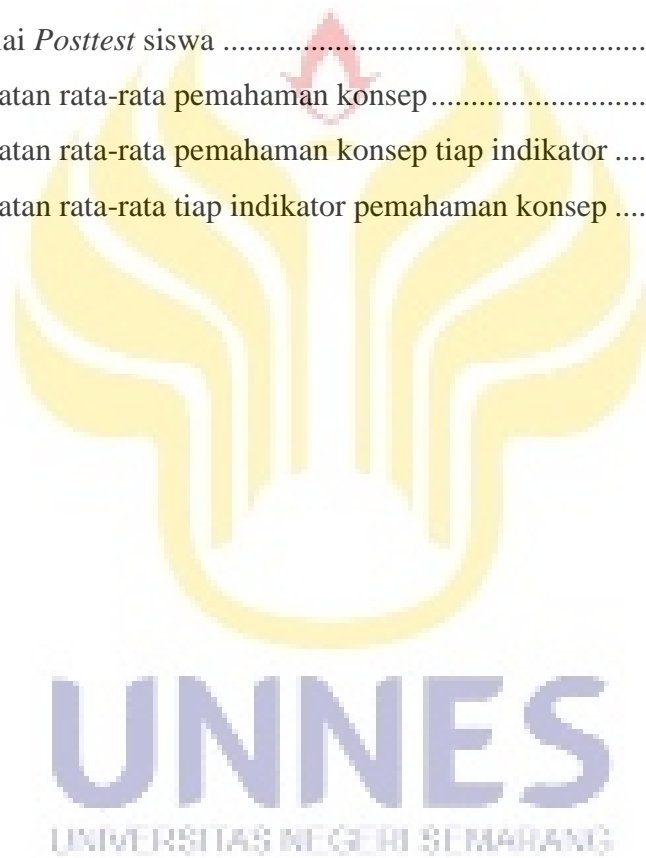 ai Posttest siswa ................................................
atan rata-rata pemahaman konsep.........................
atan rata-rata pemahaman konsep tiap indikator ....
atan rata-rata tiap indikator pemahaman konsep ....
UNNES
UNIVERSITAS NEGERI SEMARANG